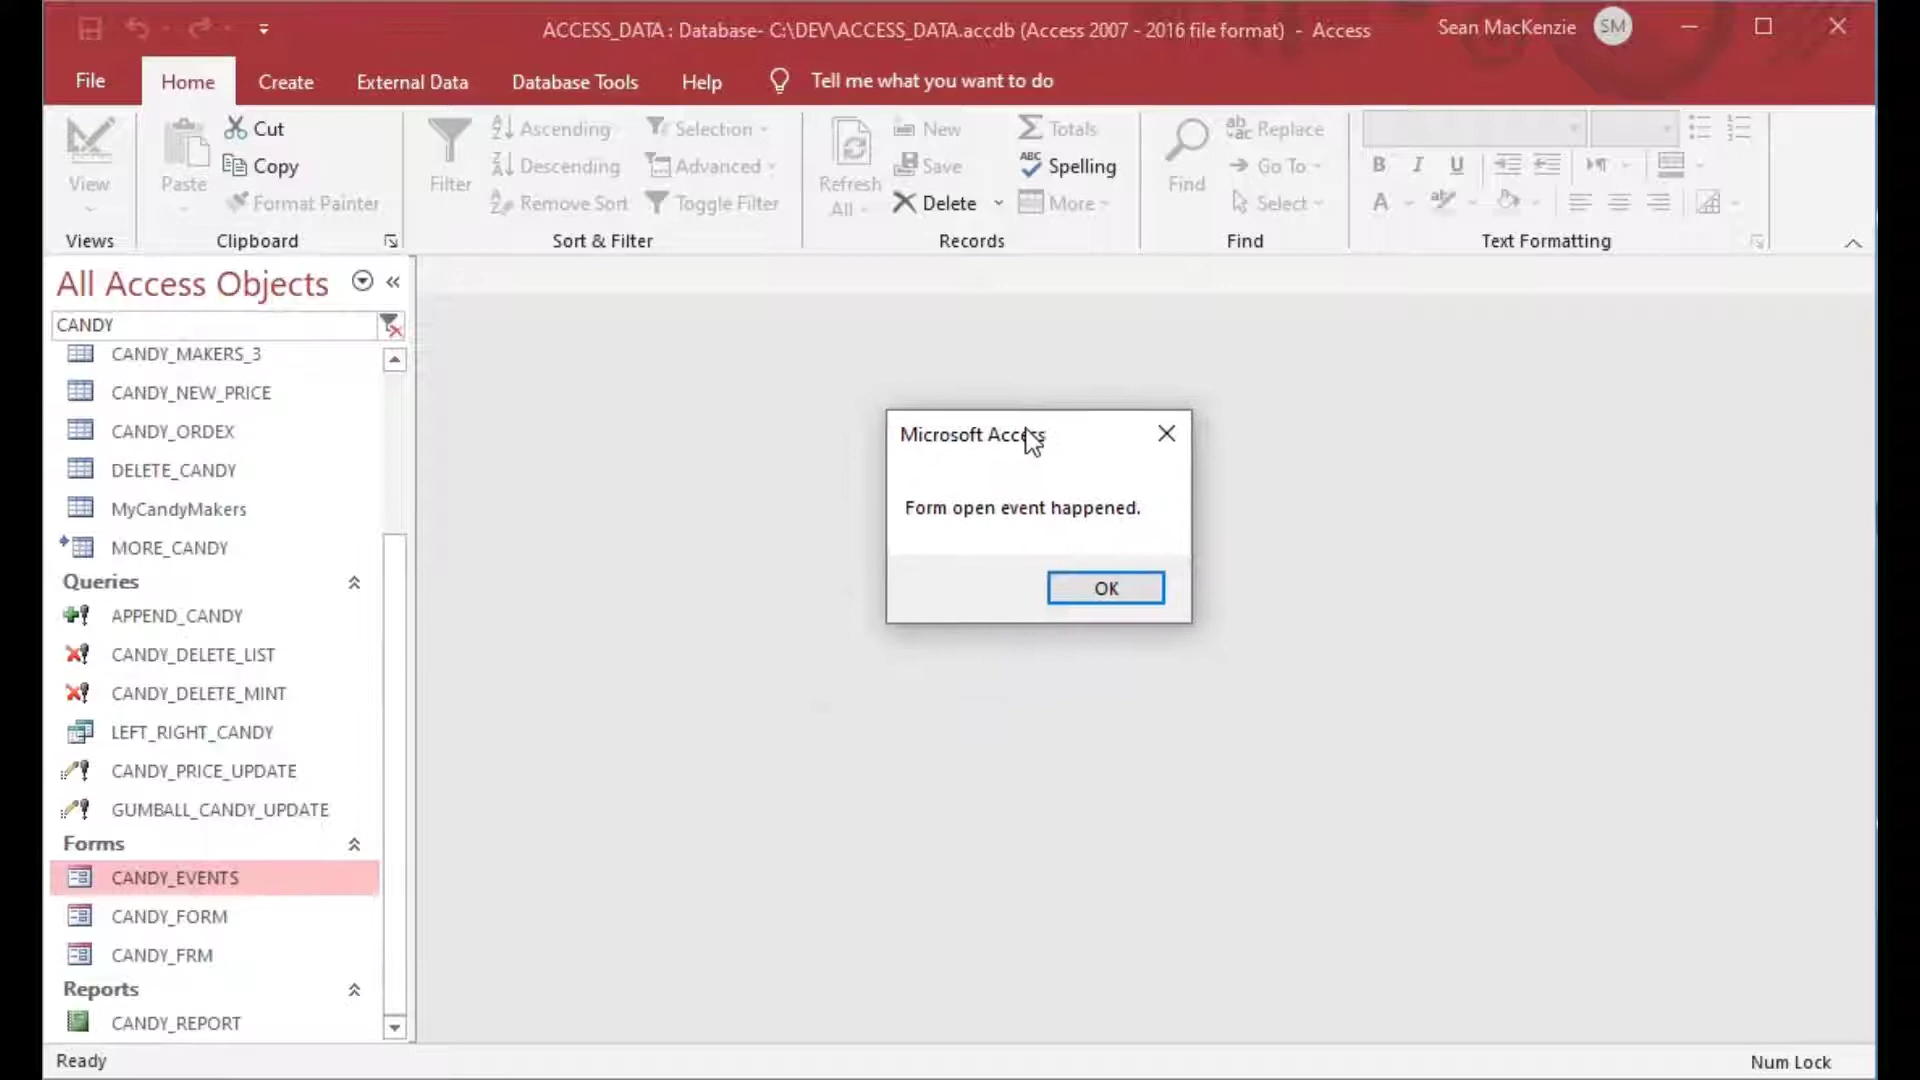 ACCESS_DATA : Database- C:\DEV\ACCESS_DATA.accdb (Access 2007 - 2016 file format) - Access
Sean MacKenzie
SM
File
Home
Create
External Data
Database Tools
Help
Tell me what you want to do
View
Views
Paste
Cut
Copy
Format Painter
Clipboard
Filter
Ascending
Descending
Remove Sort
Selection
Advanced
Toggle Filter
Sort & Filter
Refresh
All
New
Save
Delete
Totals
Spelling
More
Records
Find
Replace
Go To
Select
Find
B I U
A
Text Formatting
All Access Objects
CANDY
CANDY_MAKERS_3
CANDY_NEW_PRICE
CANDY_ORDEX
DELETE_CANDY
MyCandyMakers
MORE_CANDY
Queries
APPEND_CANDY
CANDY_DELETE_LIST
CANDY_DELETE_MINT
LEFT_RIGHT_CANDY
CANDY_PRICE_UPDATE
GUMBALL_CANDY_UPDATE
Forms
CANDY_EVENTS
CANDY_FORM
CANDY_FRM
Reports
CANDY_REPORT
Microsoft Access
Form open event happened.
OK
Ready
Num Lock